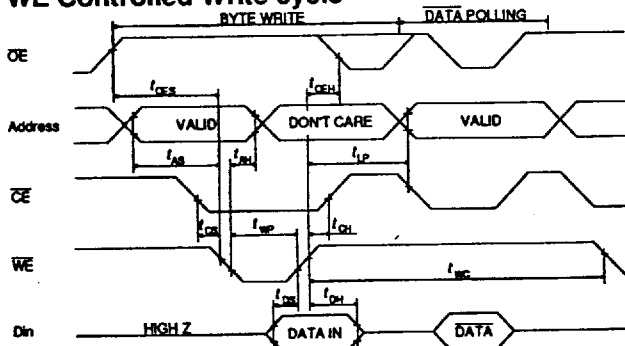 WE Controlled Write cycle
BYTE WRITE
DATA POLLING
OE
tOES
tOEH
Address
VALID
DON'T CARE
VALID
tAS
tAH
tLP
CE
tCS
tWP
tCH
WE
tWC
tDS
tDH
Din
HIGH Z
DATA IN
DATA